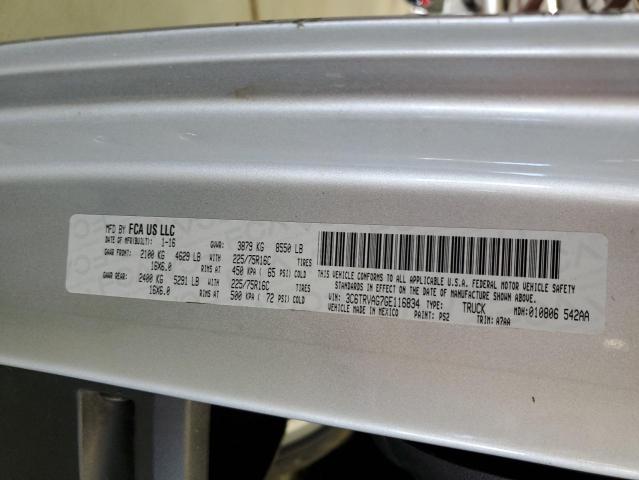 MFD BY FCA US LLC
DATE OF MFR(BUILT): 1-16 GVWR: 3879 KG 8550 LB
GAWR FRONT: 2100 KG 4629 LB WITH 225/75R16C TIRES
16X6.0 RIMS AT 450 KPA ( 65 PSI) COLD
GAWR REAR: 2400 KG 5291 LB WITH 225/75R16C TIRES
16X6.0 RIMS AT 500 KPA ( 72 PSI) COLD
THIS VEHICLE CONFORMS TO ALL APPLICABLE U.S.A. FEDERAL MOTOR VEHICLE SAFETY
STANDARDS IN EFFECT ON THE DATE OF MANUFACTURE SHOWN ABOVE.
VIN: 3C6TRVAG7GE116834 TYPE: TRUCK MDH:010806 542AA
VEHICLE MADE IN MEXICO PAINT: PS2 TRIM: A7AA